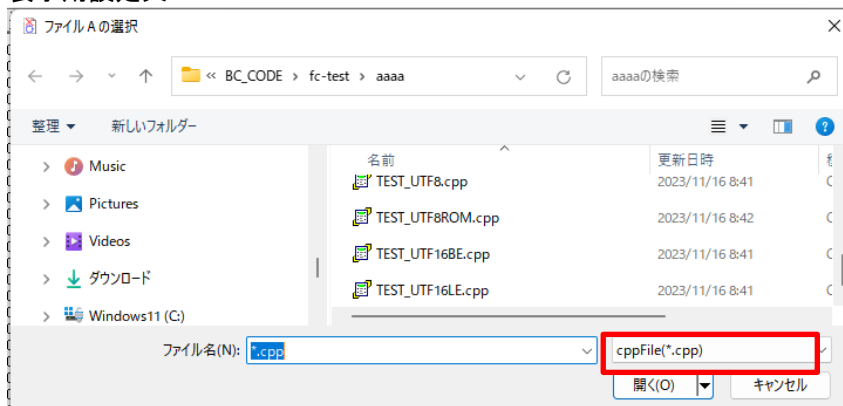 ファイル A の選択
« BC_CODE › fc-test › aaaa
aaaaの検索
整理
新しいフォルダー
名前
更新日時
Music
Pictures
Videos
ダウンロード
Windows11 (C:)
TEST_UTF8.cpp 2023/11/16 8:41
TEST_UTF8ROM.cpp 2023/11/16 8:42
TEST_UTF16BE.cpp 2023/11/16 8:41
TEST_UTF16LE.cpp 2023/11/16 8:41
ファイル名(N): *.cpp
cppFile(*.cpp)
開く(O)
キャンセル